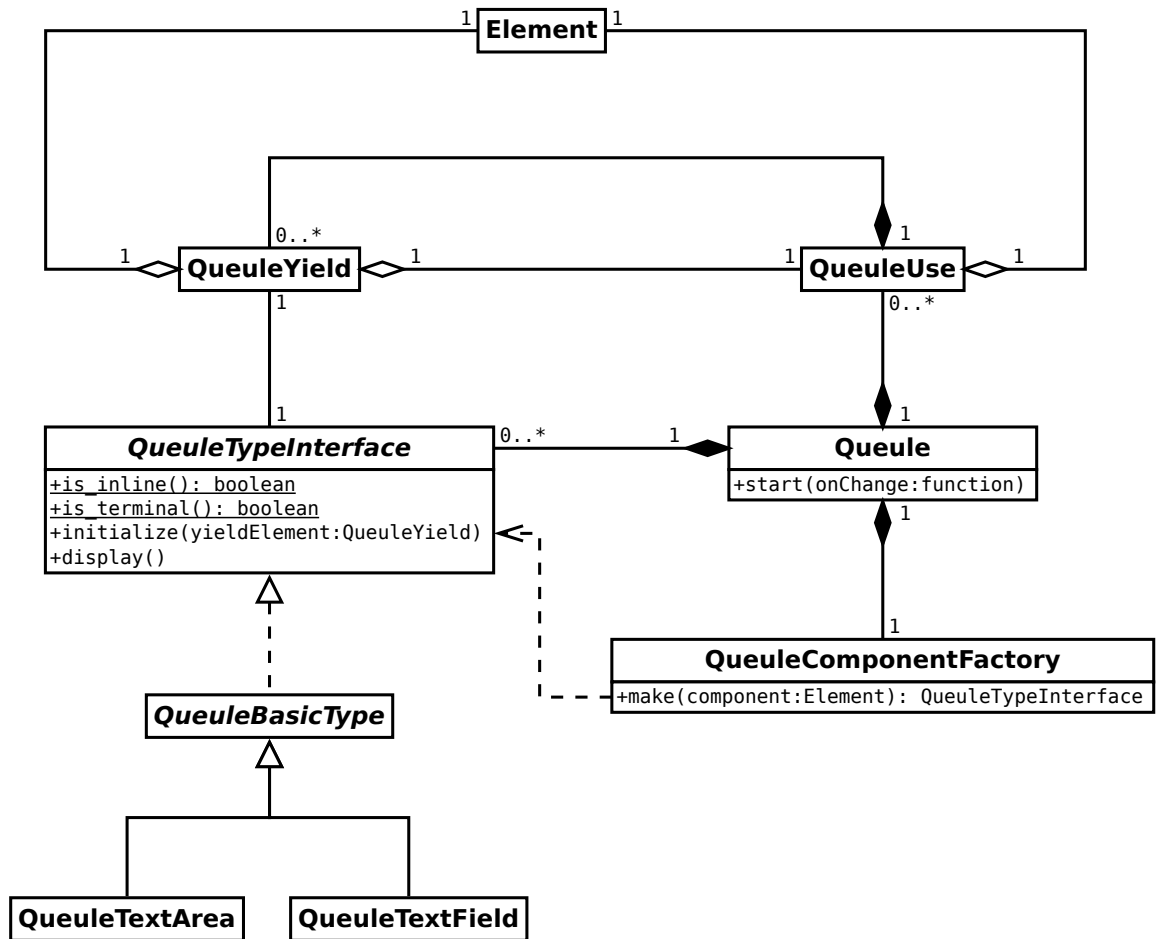 1
Element
1
0..*
1
1
QueuleYield
1
1
QueuleUse
1
1
0..*
1
1
QueuleTypeInterface
0..*
1
Queule
+is_inline(): boolean
+is_terminal(): boolean
+initialize(yieldElement:QueuleYield)
+display()
+start(onChange:function)
1
1
QueuleComponentFactory
+make(component:Element): QueuleTypeInterface
QueuleBasicType
QueuleTextArea
QueuleTextField